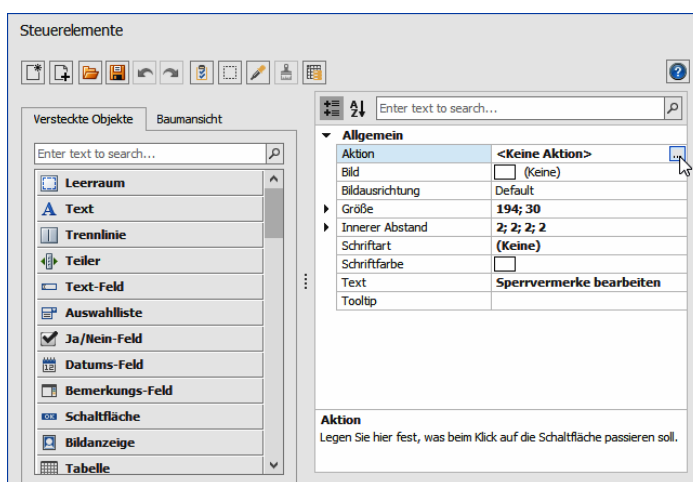 Steuerelemente
Versteckte Objekte
Baumansicht
Enter text to search...
Leerraum
A Text
Trennlinie
Teiler
Text-Feld
Auswahlliste
Ja/Nein-Feld
12 Datums-Feld
Bemerkungs-Feld
OK Schaltfläche
Bildanzeige
Tabelle
Enter text to search...
Allgemein
Aktion <Keine Aktion> ...
Bild (Keine)
Bildausrichtung Default
Größe 194; 30
Innerer Abstand 2; 2; 2; 2
Schriftart (Keine)
Schriftfarbe
Text Sperrvermerke bearbeiten
Tooltip
Aktion
Legen Sie hier fest, was beim Klick auf die Schaltfläche passieren soll.